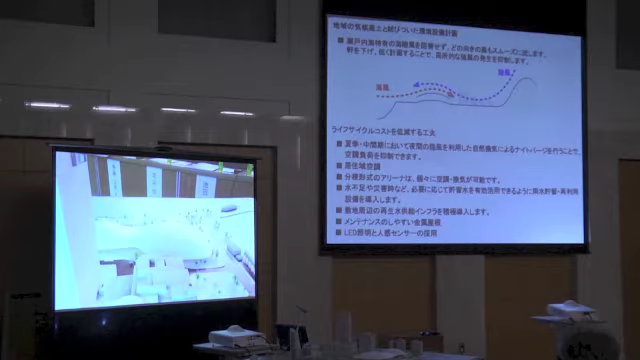 地域の気候風土と結びついた環境設備計画
■ 瀬戸内海特有の海陸風を阻害せず、どの向きの風もスムーズに流します。
軒を下げ、低く計画することで、局所的な強風の発生を抑制します。
海風
陸風
ライフサイクルコストを低減する工夫
■ 夏季・中間期において夜間の陸風を利用した自然換気によるナイトパージを行うことで、
空調負荷を抑制できます。
■ 居住域空調
■ 分棟形式のアリーナは、個々に空調・換気が可能です。
■ 水不足や災害時など、必要に応じて貯留水を有効活用できるように雨水貯留・再利用
設備を導入します。
■ 敷地周辺の再生水供給インフラを積極導入します。
■ メンテナンスのしやすい金属屋根
■ LED照明と人感センサーの採用